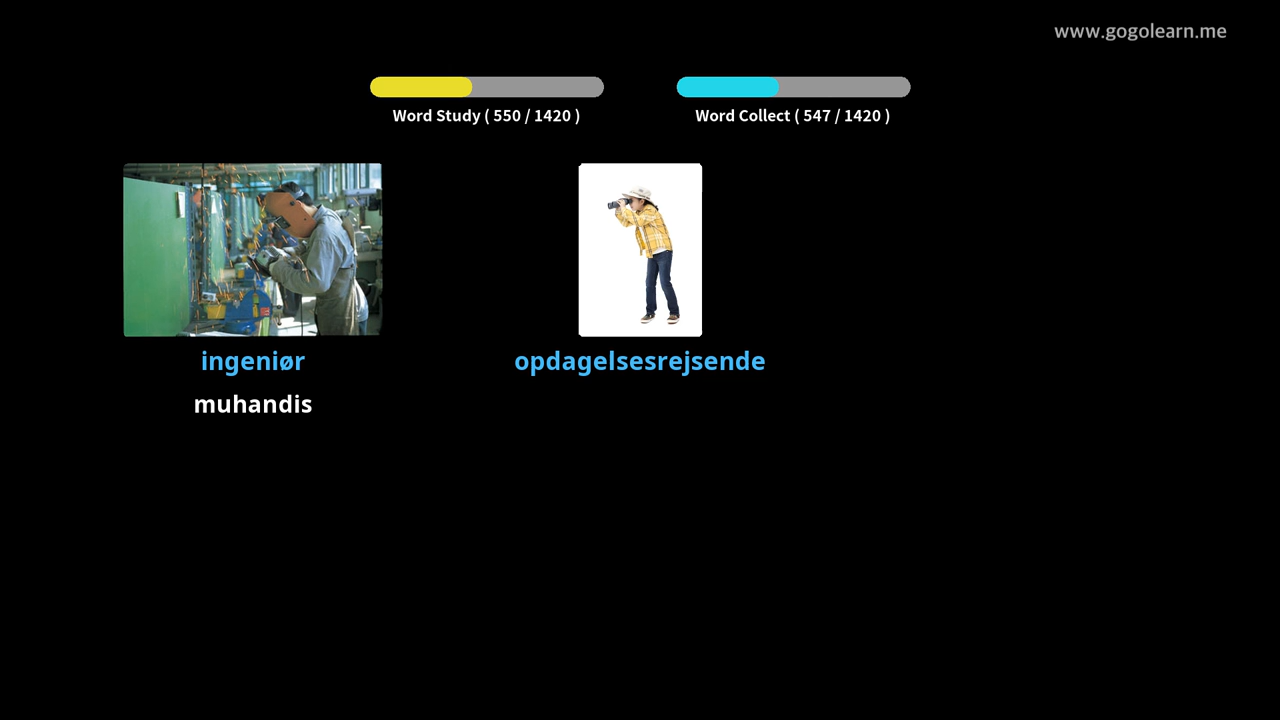 www.gogolearn.me
Word Study ( 550 / 1420 )
Word Collect ( 547 / 1420 )
ingeniør
muhandis
opdagelsesrejsende